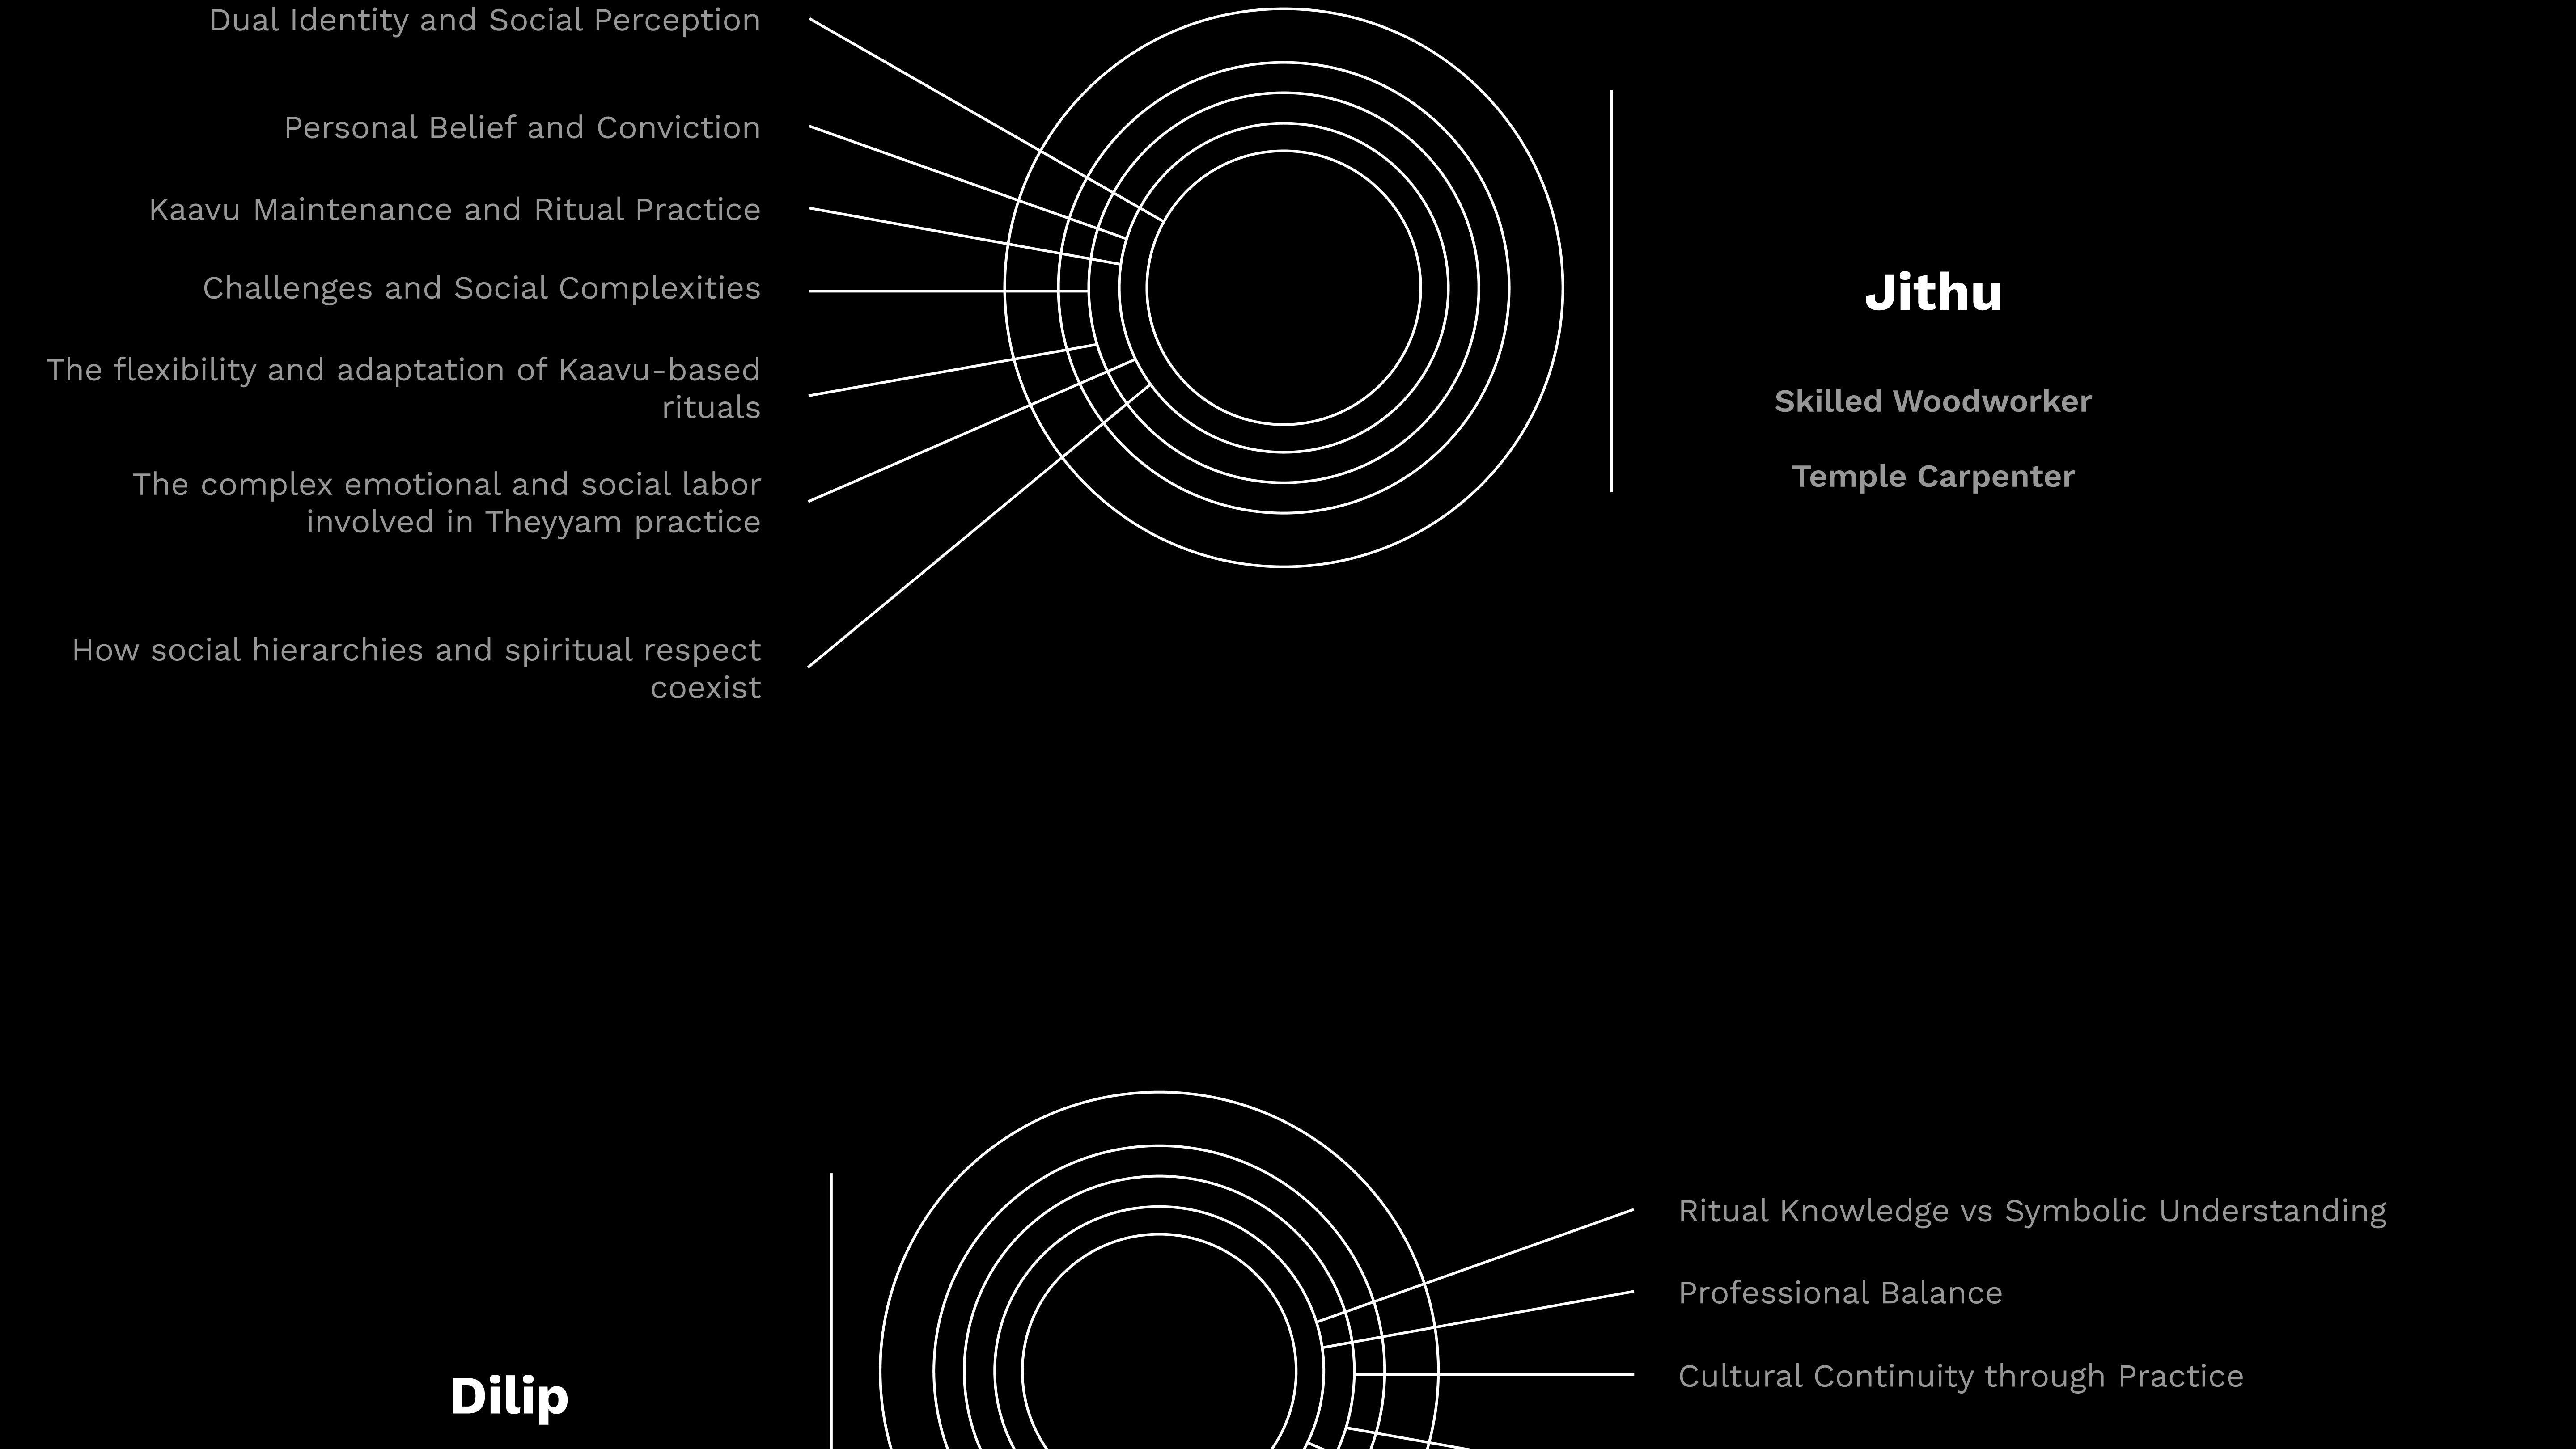 Dual Identity and Social Perception
Personal Belief and Conviction
Kaavu Maintenance and Ritual Practice
Challenges and Social Complexities
The flexibility and adaptation of Kaavu-based
rituals
The complex emotional and social labor
involved in Theyyam practice
How social hierarchies and spiritual respect
coexist
Jithu
Skilled Woodworker
Temple Carpenter
Dilip
Ritual Knowledge vs Symbolic Understanding
Professional Balance
Cultural Continuity through Practice